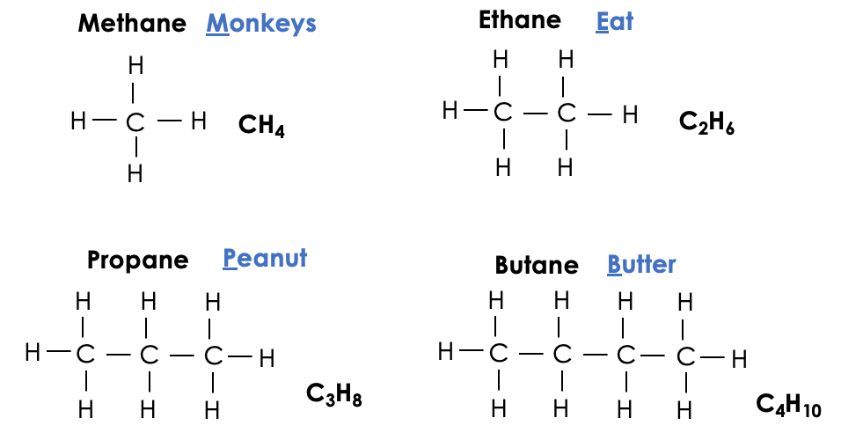 Methane Monkeys
H
H — C — H CH₄
H
Ethane Eat
H H
H — C — C — H C₂H₆
H H
Propane Peanut
H H H
H — C — C — C — H
H H H C₃H₈
Butane Butter
H H H H
H — C — C — C — C — H
H H H H C₄H₁₀